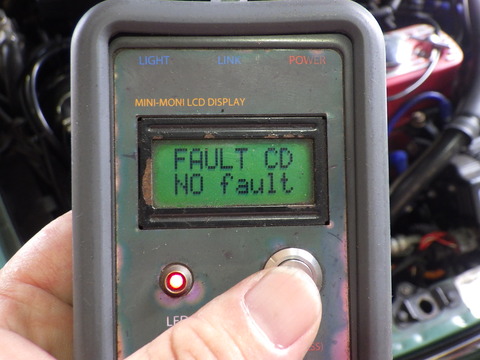 LIGHT LINK POWER
MINI-MONI LCD DISPLAY
FAULT CD
NO fault